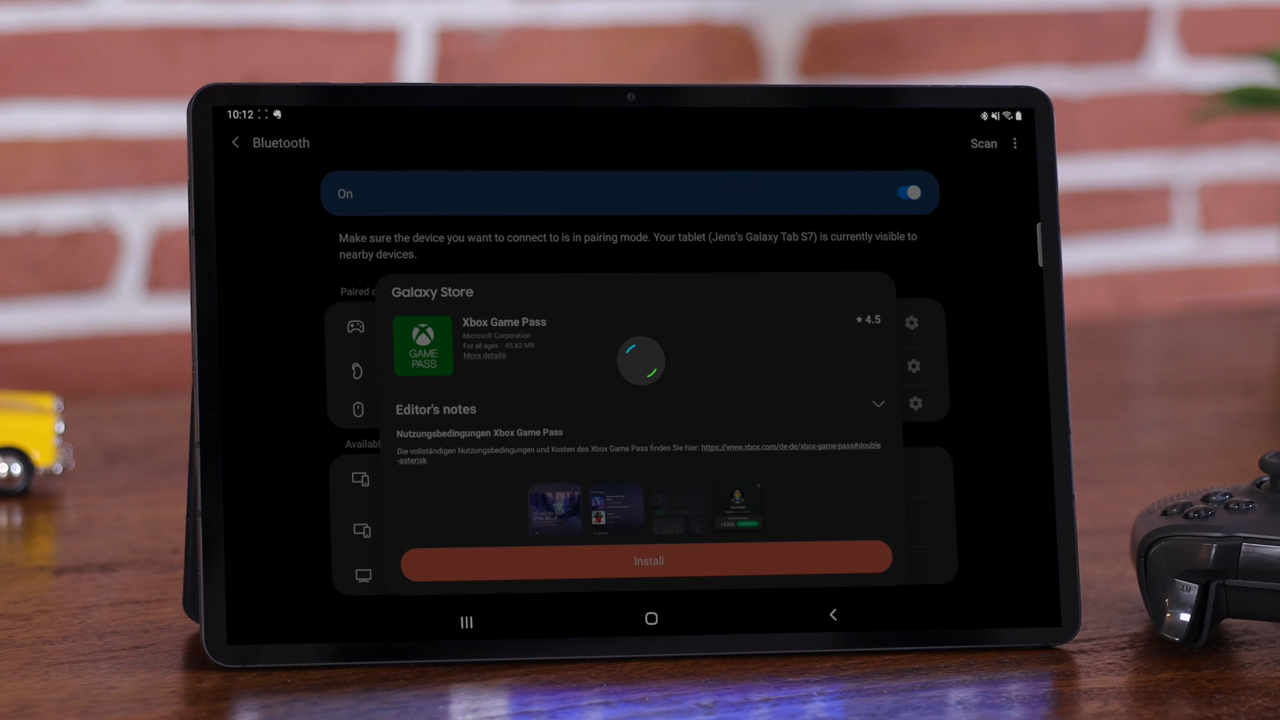 10:12
Bluetooth
Scan
On
Make sure the device you want to connect to is in pairing mode. Your tablet (Jens's Galaxy Tab S7) is currently visible to
nearby devices.
Paired
Galaxy Store
Xbox Game Pass
4.5
Microsoft Corporation
For all ages | 45.62 MB
More details
GAME
PASS
Editor's notes
Nutzungsbedingungen Xbox Game Pass
Availabl
Die vollständigen Nutzungsbedingungen und Kosten des Xbox Game Pass finden Sie hier: https://www.xbox.com/de-de/xbox-game-pass#double
-asterisk
Install